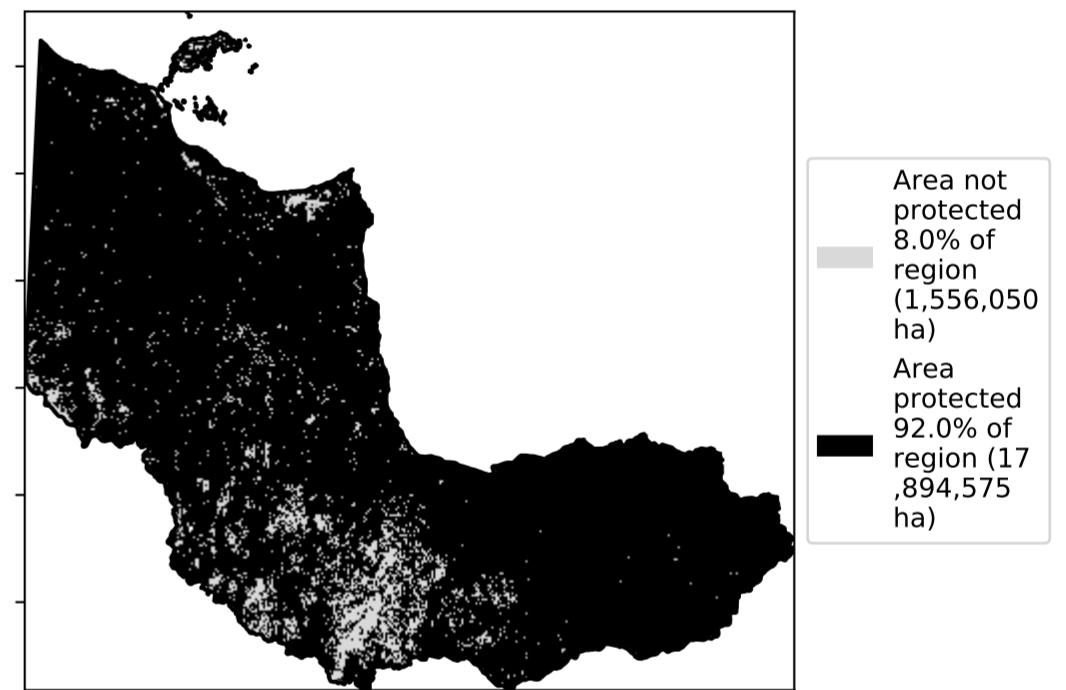 Area not
protected
8.0% of
region
(1,556,050
ha)
Area
protected
92.0% of
region (17
,894,575
ha)